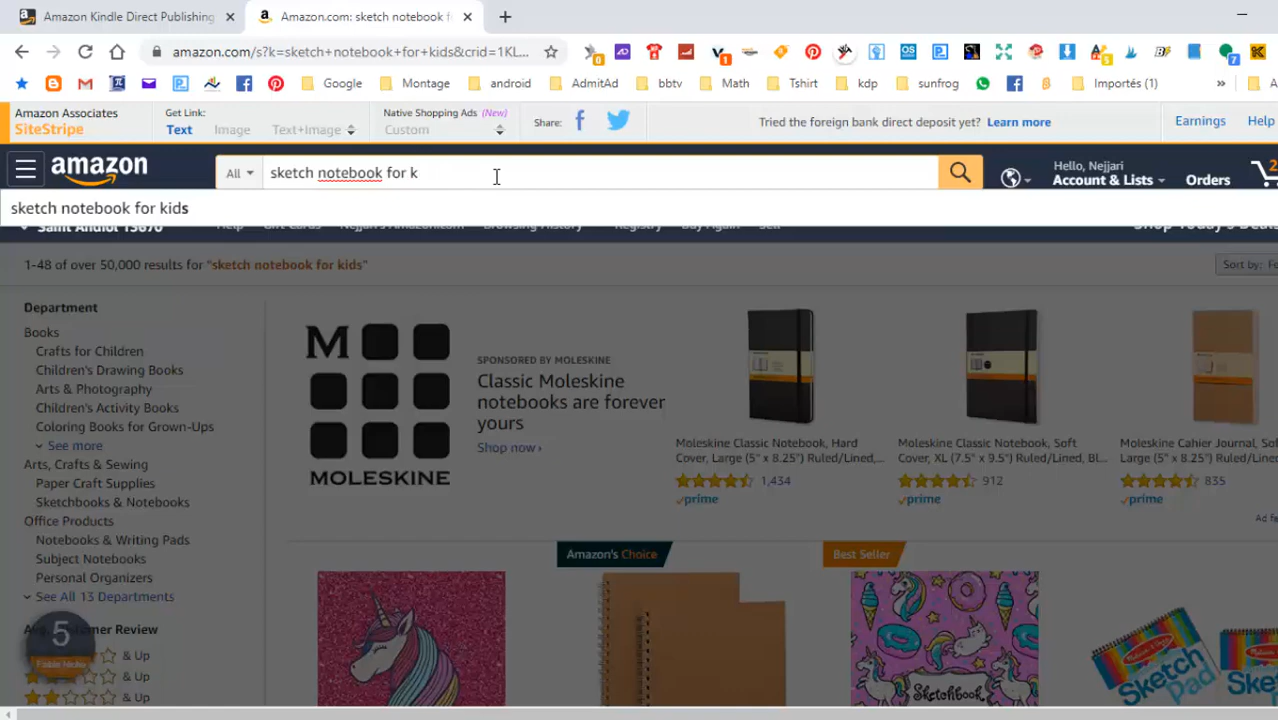 Amazon Kindle Direct Publishing
Amazon.com: sketch notebook f
amazon.com/s?k=sketch+notebook+for+kids&crid=1KL...
Google
Montage
android
AdmitAd
bbtv
Math
Tshirt
kdp
sunfrog
Importés (1)
Amazon Associates
SiteStripe
Get Link:
Text
Image
Text+Image
Native Shopping Ads (New)
Custom
Share:
Tried the foreign bank direct deposit yet? Learn more
Earnings
Help
amazon
All
sketch notebook for k
Hello, Nejjari
Account & Lists
Orders
2
sketch notebook for kids
1-48 of over 50,000 results for "sketch notebook for kids"
Sort by: Fe
Department
Books
Crafts for Children
Children's Drawing Books
Arts & Photography
Children's Activity Books
Coloring Books for Grown-Ups
See more
Arts, Crafts & Sewing
Paper Craft Supplies
Sketchbooks & Notebooks
Office Products
Notebooks & Writing Pads
Subject Notebooks
Personal Organizers
See All 13 Departments
& Up
& Up
& Up
5
M
MOLESKINE
SPONSORED BY MOLESKINE
Classic Moleskine
notebooks are forever
yours
Shop now ›
Moleskine Classic Notebook, Hard
Cover, Large (5" x 8.25") Ruled/Lined,...
1,434
prime
Moleskine Classic Notebook, Soft
Cover, XL (7.5" x 9.5") Ruled/Lined, Bl...
912
prime
Moleskine Cahier Journal, So
Large (5" x 8.25") Ruled/Line
835
prime
Ad fe
Amazon's Choice
Best Seller
Sketchbook
Sketch
Pad
Ske